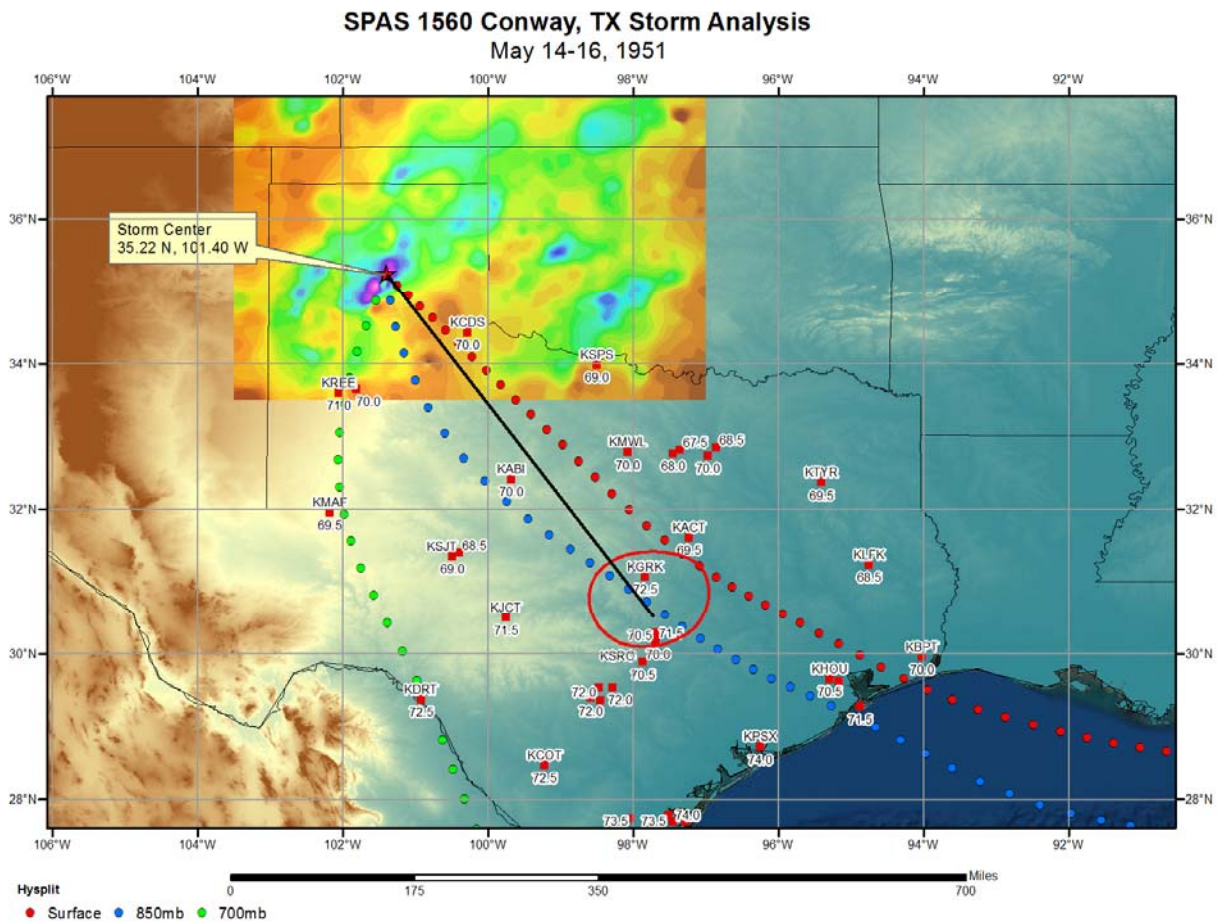 SPAS 1560 Conway, TX Storm Analysis
May 14-16, 1951
106°W 104°W 102°W 100°W 98°W 96°W 94°W 92°W
36°N 36°N
Storm Center
35.22 N, 101.40 W
KCDS
70.0
34°N 34°N
KSPS
69.0
KREE
71.0 70.0
KMWL 67.5 68.5
70.0 68.0 70.0
KABI
70.0
KTYR
69.5
32°N 32°N
KMAF
69.5
KACT
69.5
KSJT 68.5
69.0
KLFK
68.5
KGRK
72.5
KJCT
71.5
70.5 71.5
70.0
30°N 30°N
KSRO
70.5
KBPT
70.0
KHOU
70.5
KDRT
72.5
72.0 72.0
72.0
71.5
KPSX
74.0
KCOT
72.5
28°N 28°N
73.5 73.5 74.0
106°W 104°W 102°W 100°W 98°W 96°W 94°W 92°W
Miles
0 175 350 700
Hysplit
Surface 850mb 700mb